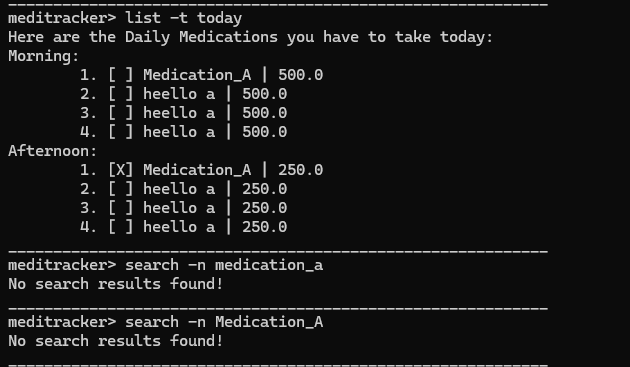 meditracker> list -t today
Here are the Daily Medications you have to take today:
Morning:
1. [ ] Medication_A | 500.0
2. [ ] heello a | 500.0
3. [ ] heello a | 500.0
4. [ ] heello a | 500.0
Afternoon:
1. [X] Medication_A | 250.0
2. [ ] heello a | 250.0
3. [ ] heello a | 250.0
4. [ ] heello a | 250.0
meditracker> search -n medication_a
No search results found!
meditracker> search -n Medication_A
No search results found!